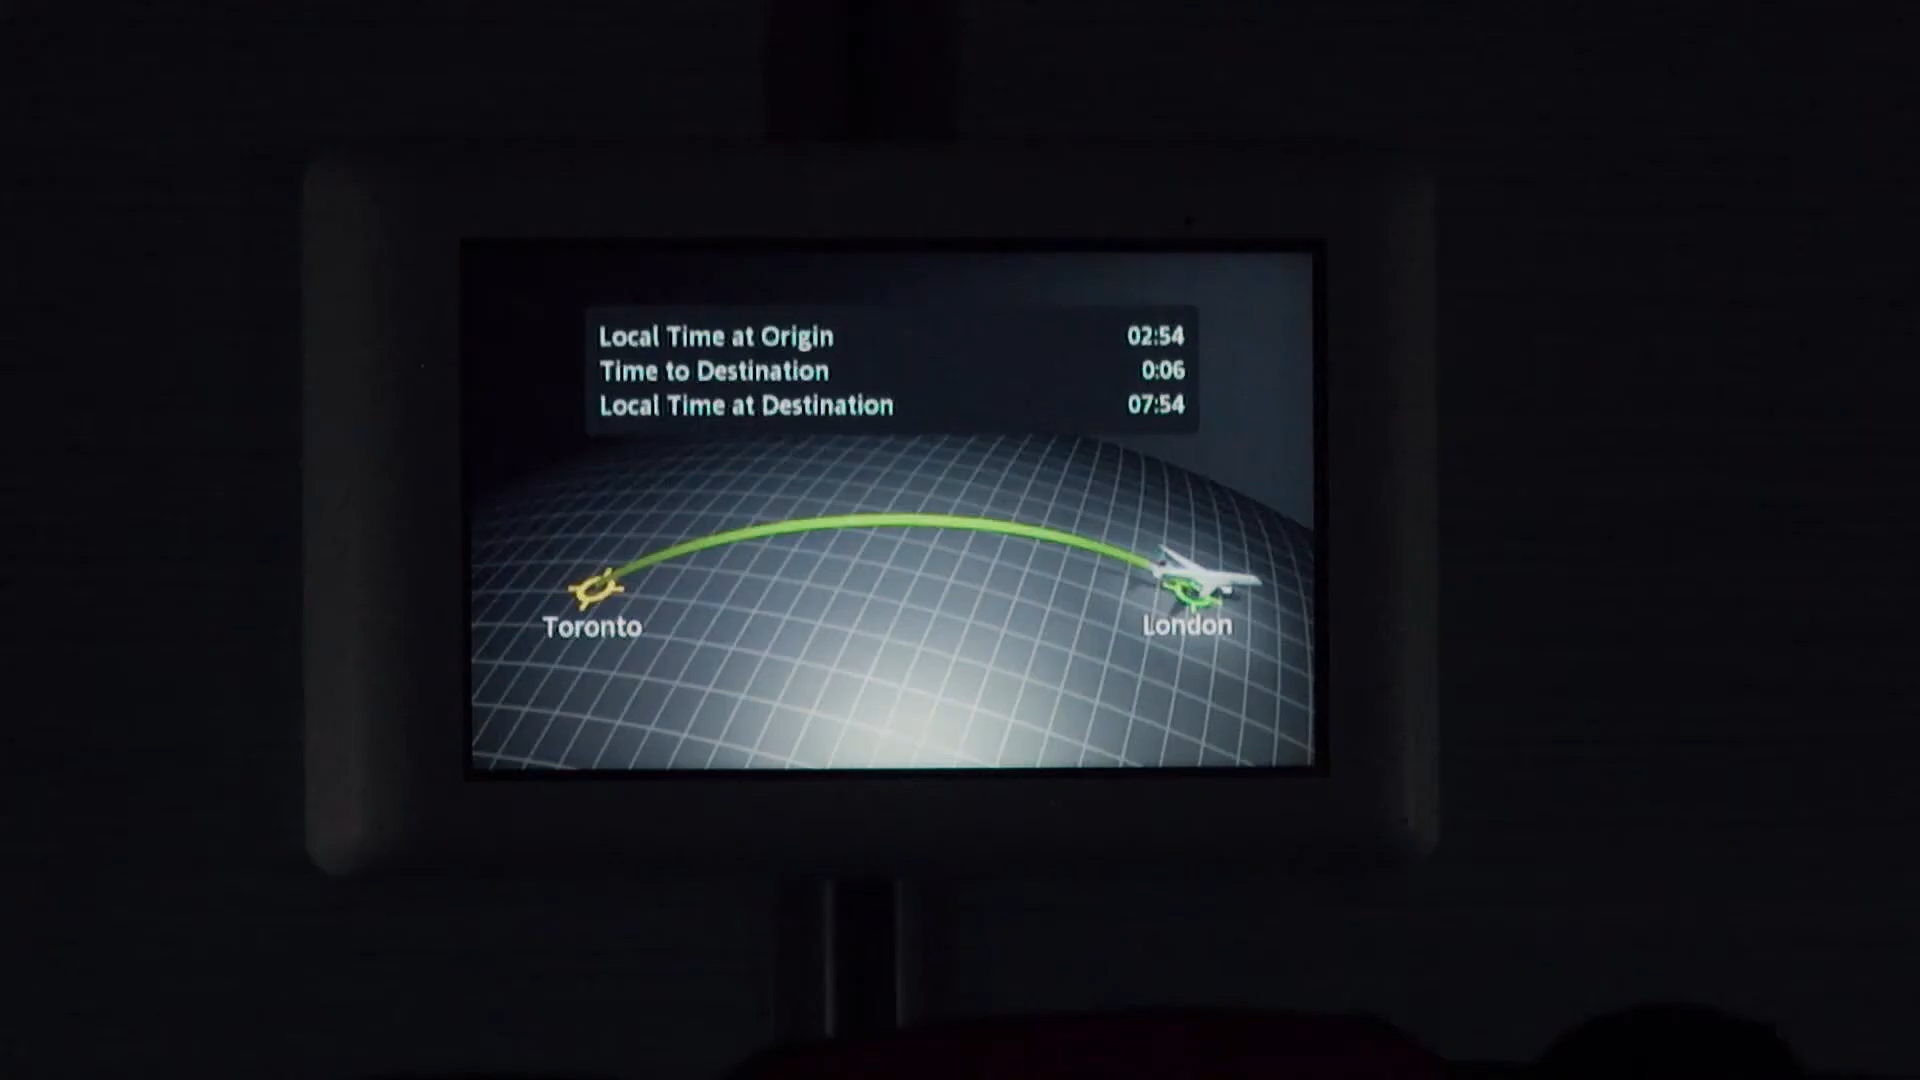 Local Time at Origin 02:54
Time to Destination 0:06
Local Time at Destination 07:54
Toronto London